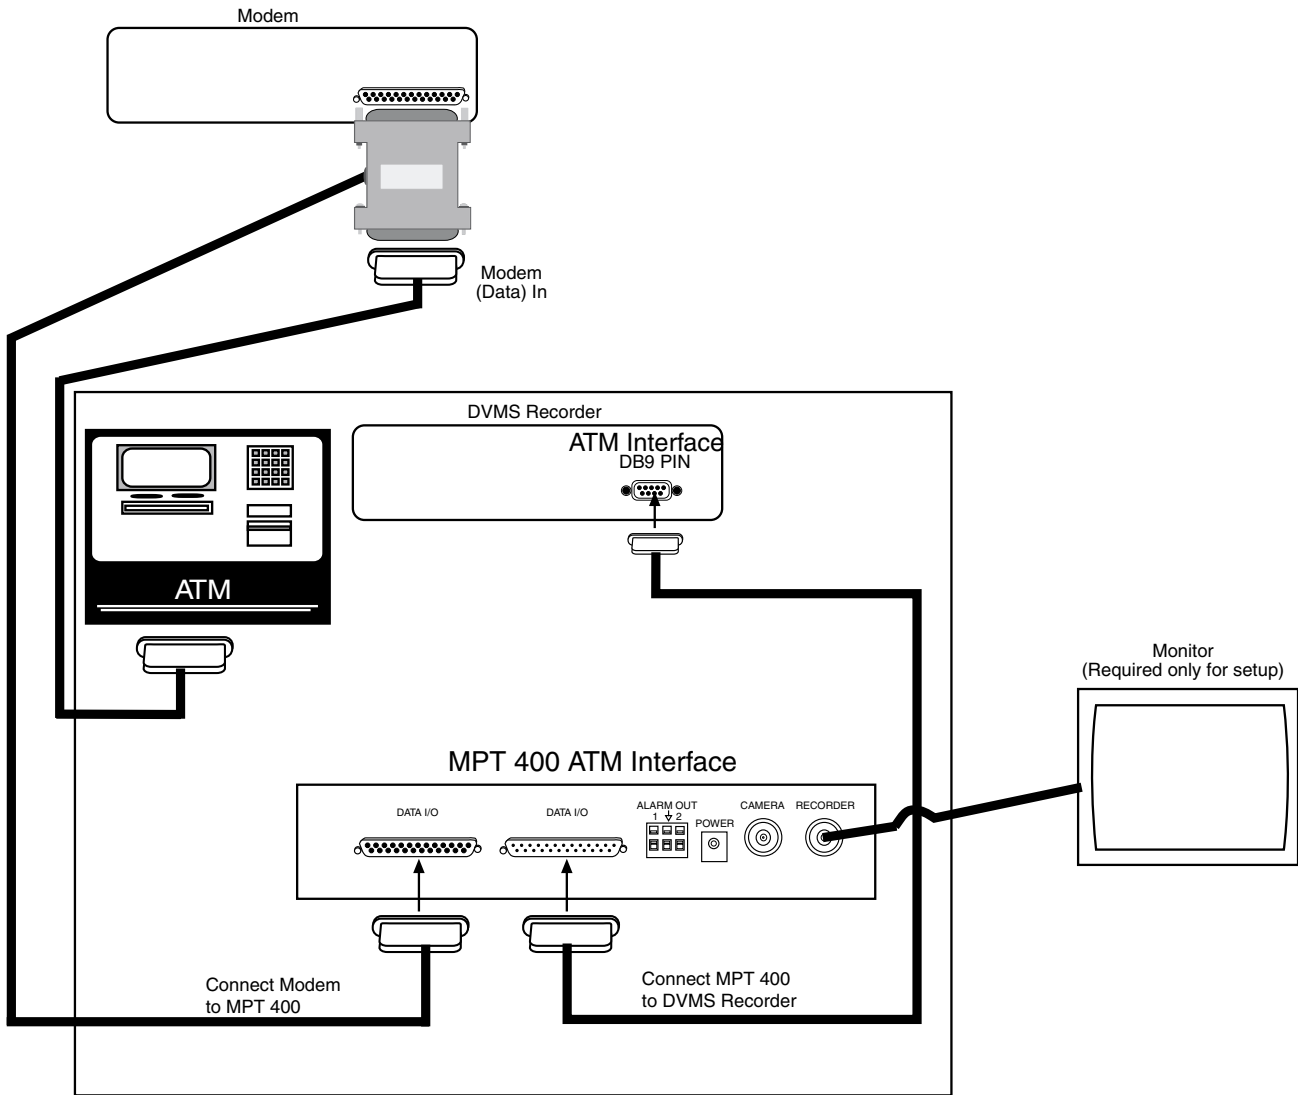 Modem
Modem
(Data) In
DVMS Recorder
ATM Interface
DB9 PIN
ATM
Monitor
(Required only for setup)
MPT 400 ATM Interface
DATA I/O
DATA I/O
ALARM OUT
1 2
POWER
CAMERA
RECORDER
Connect Modem
to MPT 400
Connect MPT 400
to DVMS Recorder